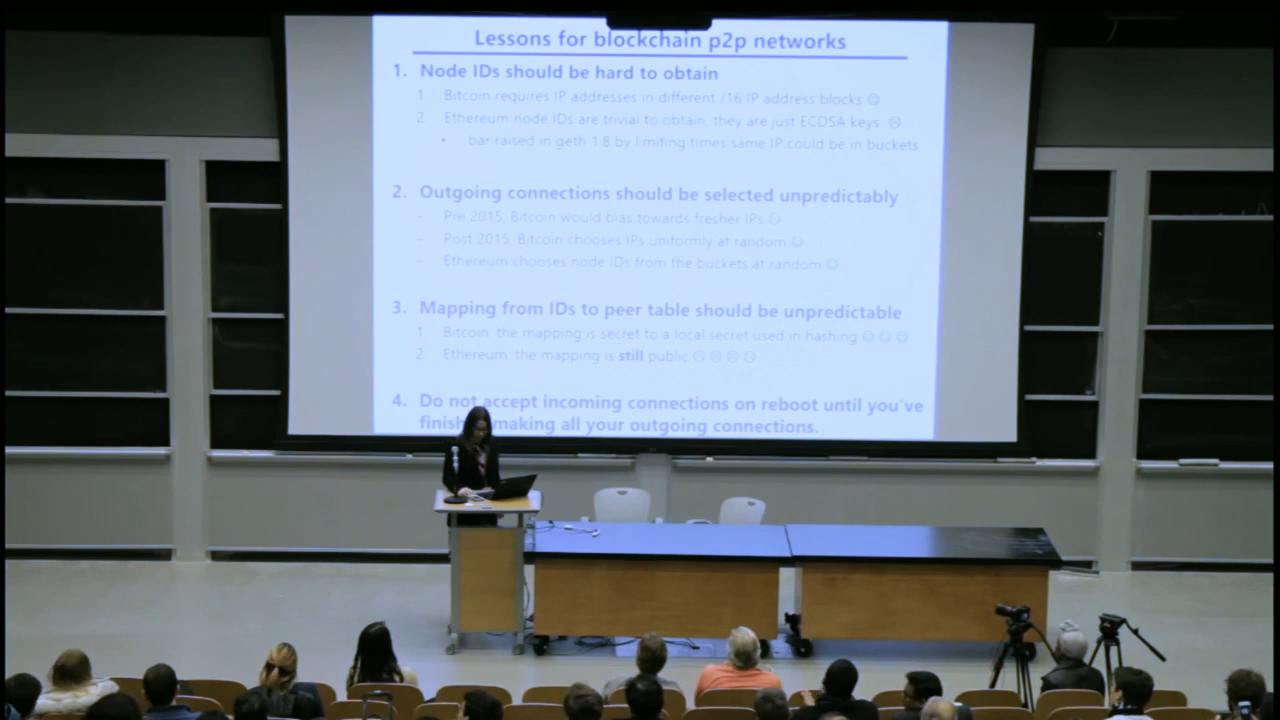 Lessons for blockchain p2p networks
1. Node IDs should be hard to obtain
1. Bitcoin requires IP addresses in different /16 IP address blocks ☺
2. Ethereum node IDs are trivial to obtain, they are just ECDSA keys ☹
• bar raised in geth 1.8 by limiting times same IP could be in buckets
2. Outgoing connections should be selected unpredictably
– Pre 2015, Bitcoin would bias towards fresher IPs ☹
– Post 2015, Bitcoin chooses IPs uniformly at random ☺
– Ethereum chooses node IDs from the buckets at random ☺
3. Mapping from IDs to peer table should be unpredictable
1. Bitcoin: the mapping is secret to a local secret used in hashing ☺ ☺ ☺
2. Ethereum: the mapping is still public ☹ ☹ ☹ ☹
4. Do not accept incoming connections on reboot until you've
making all your outgoing connections.